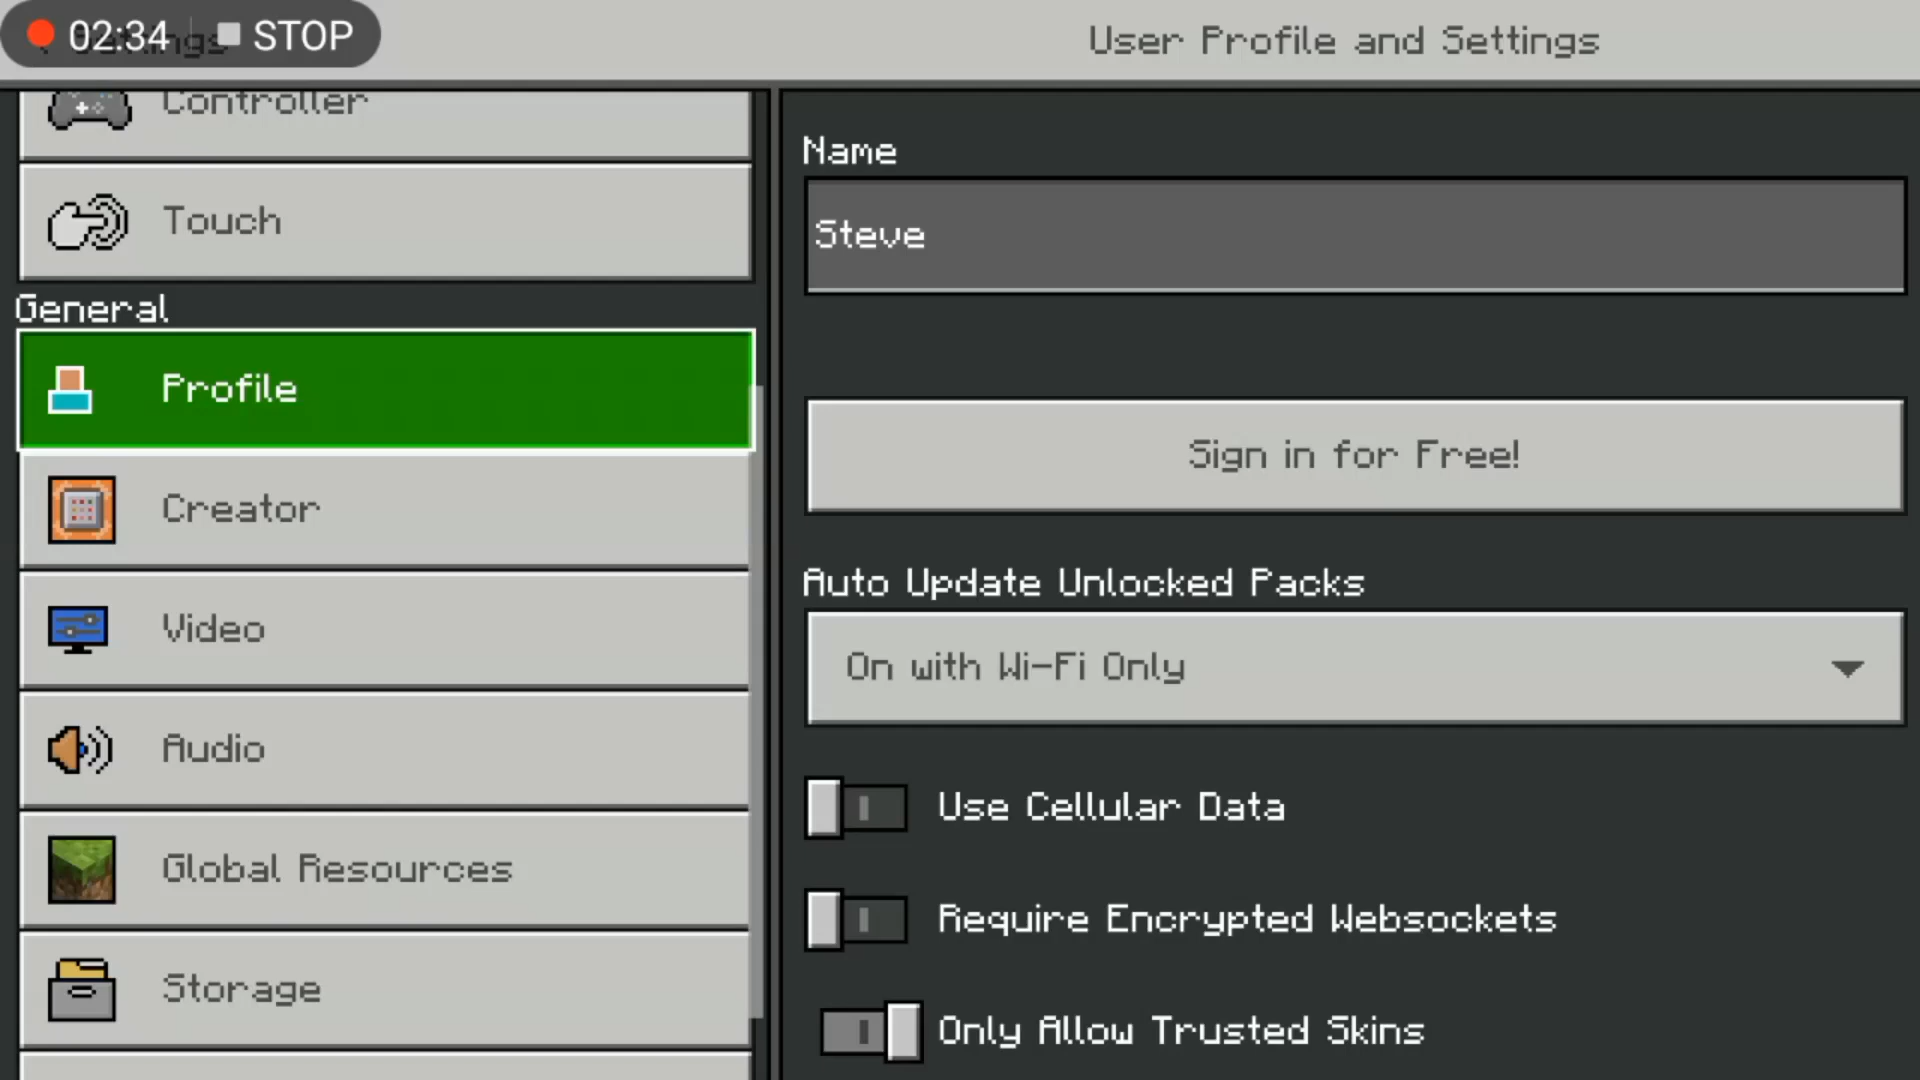 02:34 STOP
Settings
User Profile and Settings
Controller
Touch
General
Profile
Creator
Video
Audio
Global Resources
Storage
Name
Steve
Sign in for Free!
Auto Update Unlocked Packs
On with Wi-Fi Only
Use Cellular Data
Require Encrypted Websockets
Only Allow Trusted Skins